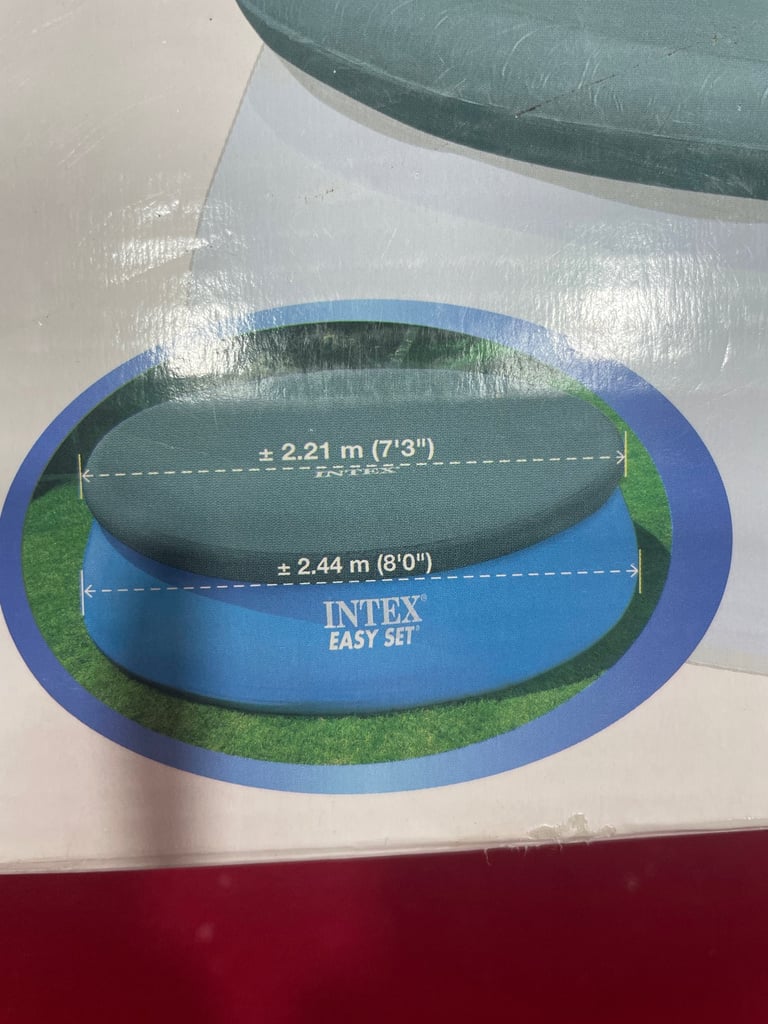 ± 2.21 m (7'3")
INTEX
± 2.44 m (8'0")
INTEX®
EASY SET®